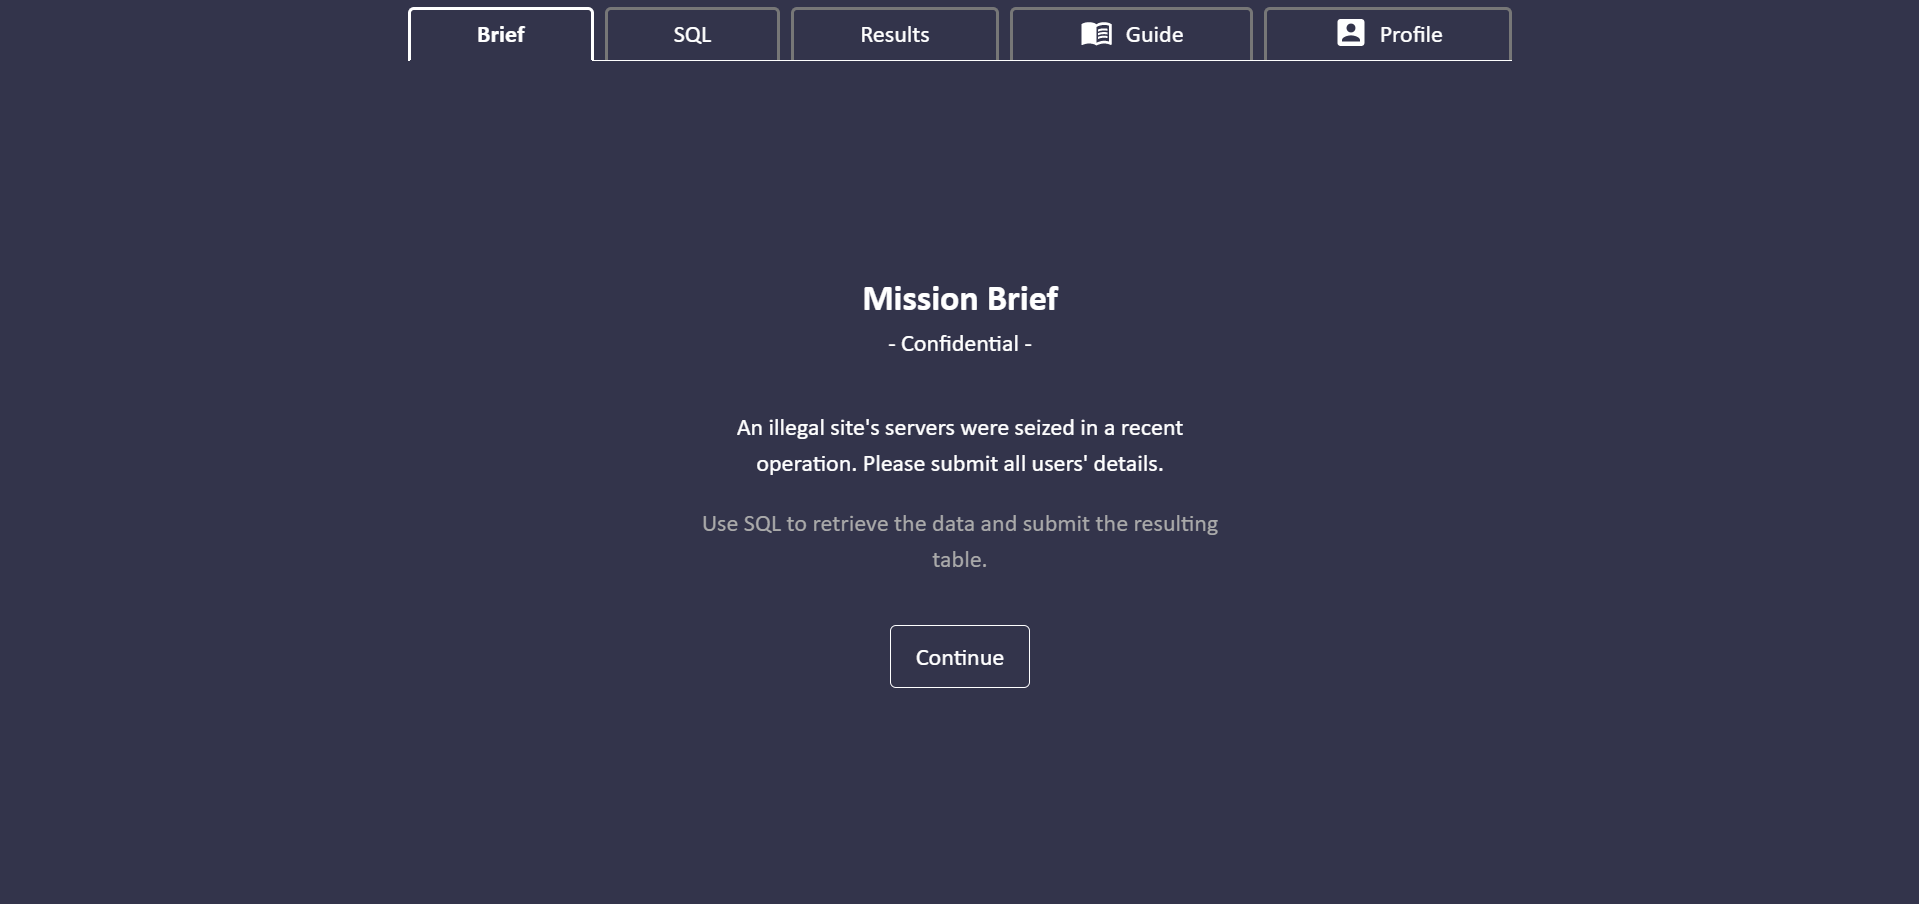 Brief SQL Results Guide Profile
Mission Brief
- Confidential -
An illegal site's servers were seized in a recent
operation. Please submit all users' details.
Use SQL to retrieve the data and submit the resulting
table.
Continue